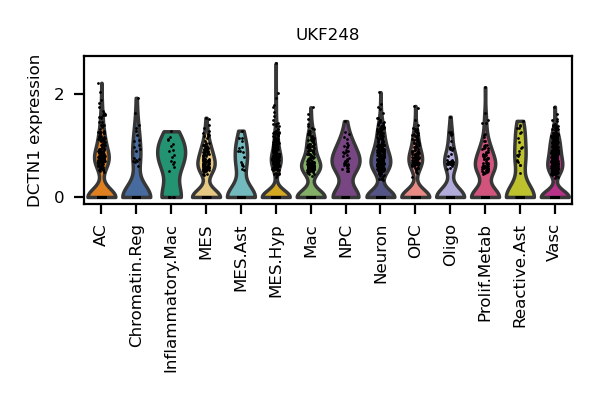 UKF248
DCTN1 expression
2
0
AC
Chromatin.Reg
Inflammatory.Mac
MES
MES.Ast
MES.Hyp
Mac
NPC
Neuron
OPC
Oligo
Prolif.Metab
Reactive.Ast
Vasc